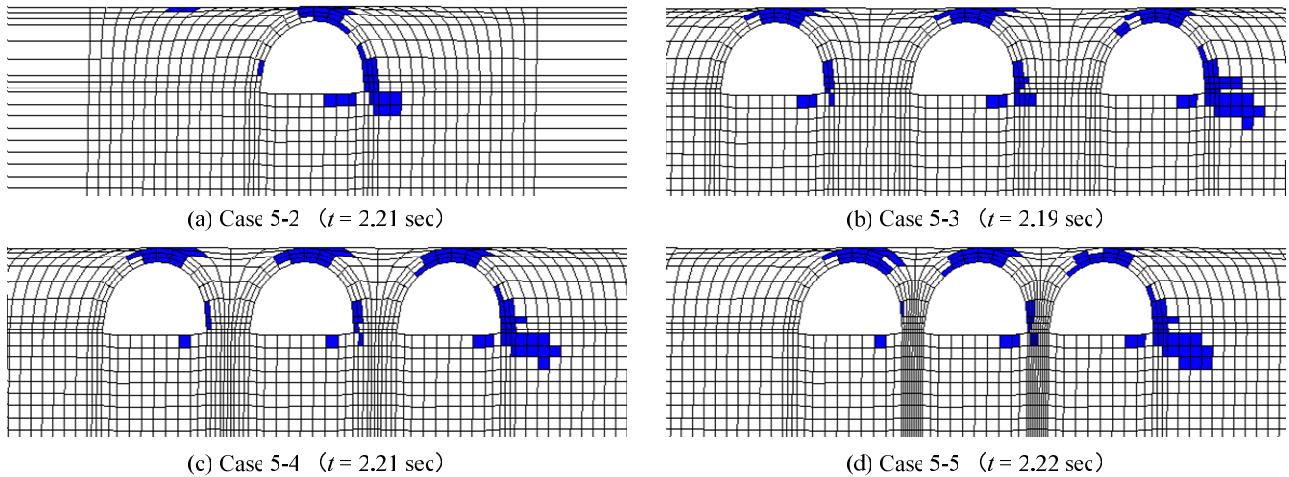 (a) Case 5-2 （t = 2.21 sec）
(b) Case 5-3 （t = 2.19 sec）
(c) Case 5-4 （t = 2.21 sec）
(d) Case 5-5 （t = 2.22 sec）